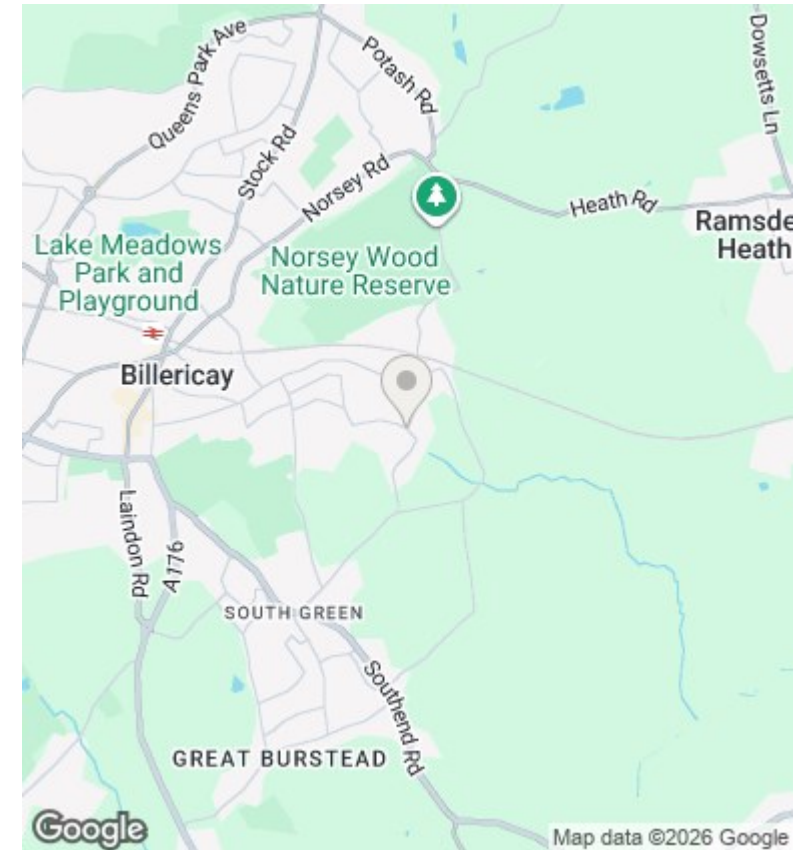 Queens Park Ave
Potash Rd
Dowsetts Ln
Stock Rd
Norsey Rd
Heath Rd
Ramsde
Heath
Lake Meadows
Park and
Playground
Norsey Wood
Nature Reserve
Billericay
Laindon Rd
A176
SOUTH GREEN
Southend Rd
GREAT BURSTEAD
Google
Map data ©2026 Google